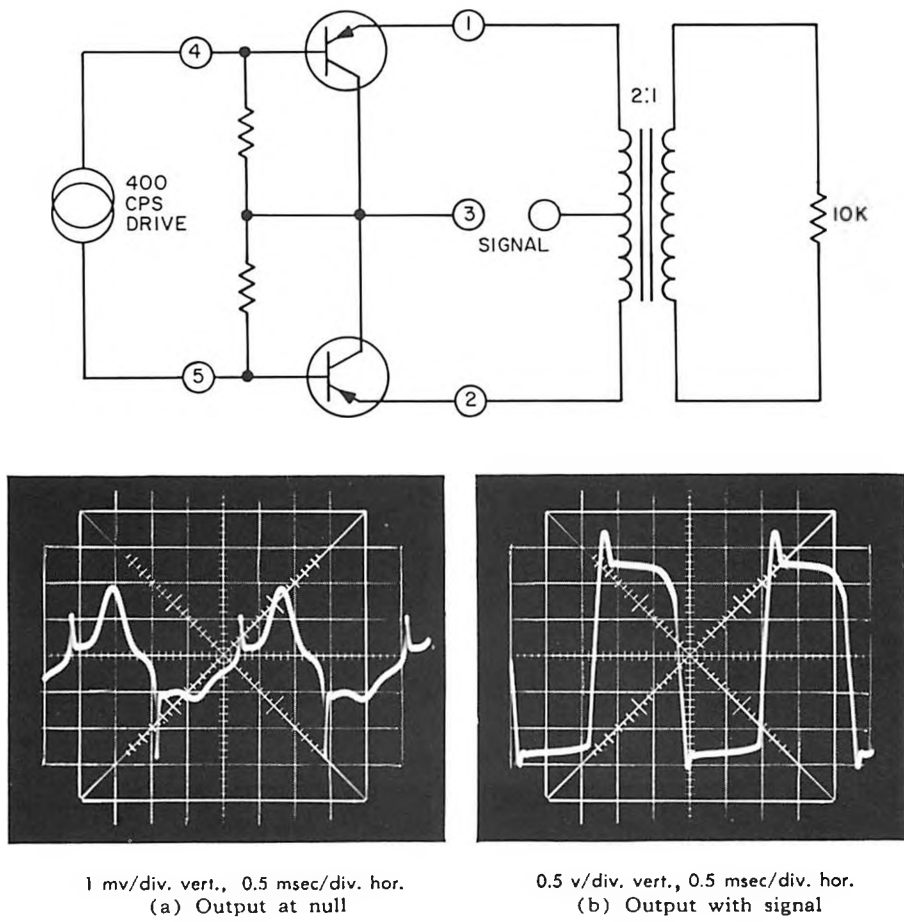 1
4
2:1
400
CPS
DRIVE
3
SIGNAL
10K
5
2
1 mv/div. vert., 0.5 msec/div. hor.
(a) Output at null
0.5 v/div. vert., 0.5 msec/div. hor.
(b) Output with signal